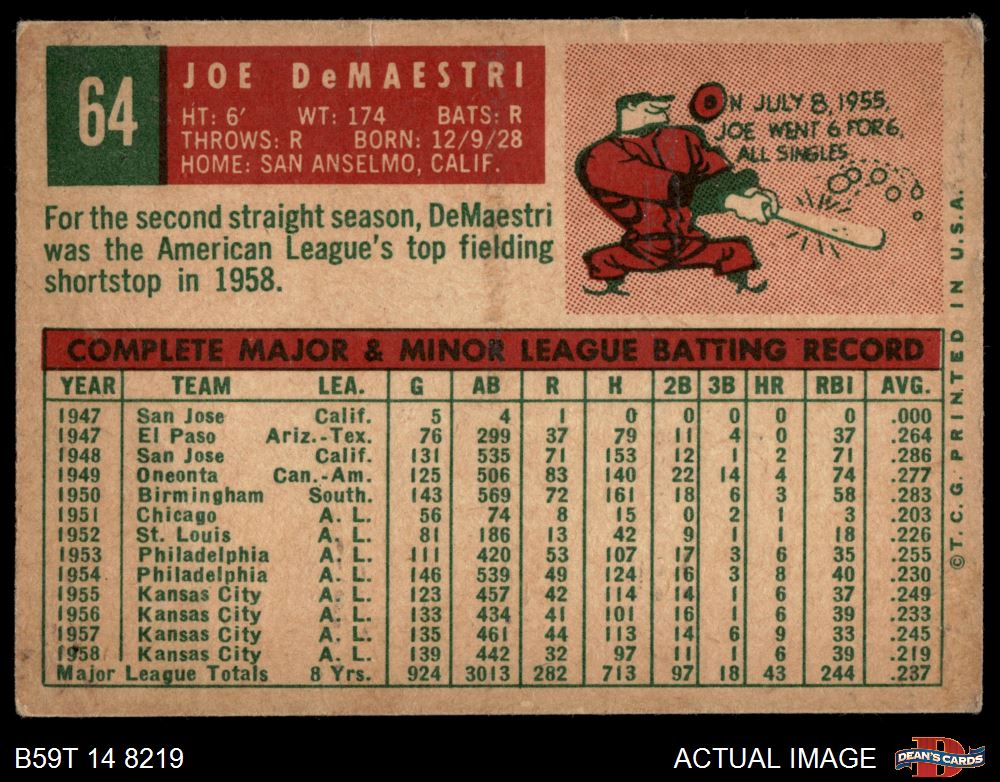 64
JOE DeMAESTRI
HT: 6′ WT: 174 BATS: R
THROWS: R BORN: 12/9/28
HOME: SAN ANSELMO, CALIF.
ON JULY 8, 1955,
JOE WENT 6 FOR 6,
ALL SINGLES
For the second straight season, DeMaestri
was the American League's top fielding
shortstop in 1958.
COMPLETE MAJOR & MINOR LEAGUE BATTING RECORD
YEAR TEAM LEA. G AB R H 2B 3B HR RBI AVG.
1947 San Jose Calif. 5 4 1 0 0 0 0 0 .000
1947 El Paso Ariz.-Tex. 76 299 37 79 11 4 0 37 .264
1948 San Jose Calif. 131 535 71 153 12 1 2 71 .286
1949 Oneonta Can.-Am. 125 506 83 140 22 14 4 74 .277
1950 Birmingham South. 143 569 72 161 18 6 3 58 .283
1951 Chicago A. L. 56 74 8 15 0 2 1 3 .203
1952 St. Louis A. L. 81 186 13 42 9 1 1 18 .226
1953 Philadelphia A. L. 111 420 53 107 17 3 6 35 .255
1954 Philadelphia A. L. 146 539 49 124 16 3 8 40 .230
1955 Kansas City A. L. 123 457 42 114 14 1 6 37 .249
1956 Kansas City A. L. 133 434 41 101 16 1 6 39 .233
1957 Kansas City A. L. 135 461 44 113 14 6 9 33 .245
1958 Kansas City A. L. 139 442 32 97 11 1 6 39 .219
Major League Totals 8 Yrs. 924 3013 282 713 97 18 43 244 .237
© T. C. G. PRINTED IN U.S.A.
B59T 14 8219
ACTUAL IMAGE
D
DEAN'S CARDS